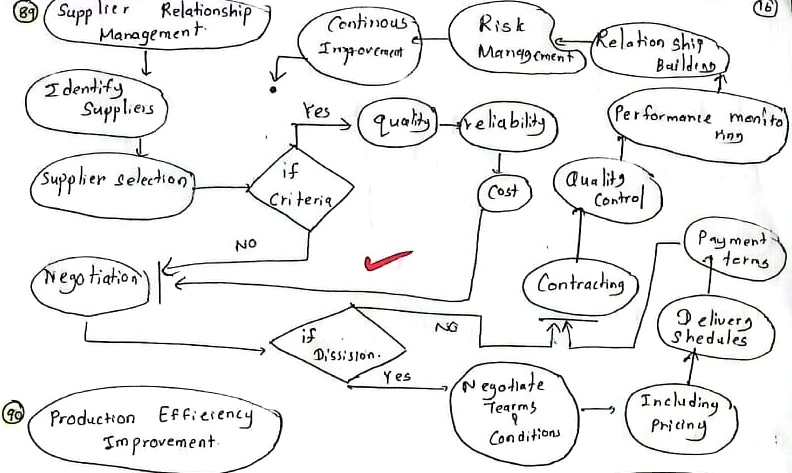 89
Supplier Relationship
Management.
16
Continous
Improvement
Risk
Management
Relationship
Building
Identify
Suppliers
Yes
quality
reliability
Performance monito
ring
Supplier selection
if
Criteria
Cost
Quality
Control
NO
Negotiation
Contracting
Payment
terms
if
Dissision.
NO
Delivery
Shedules
Yes
Negotiate
Tearms
&
Conditions
Including
Pricing
90
Production Efficiency
Improvement.